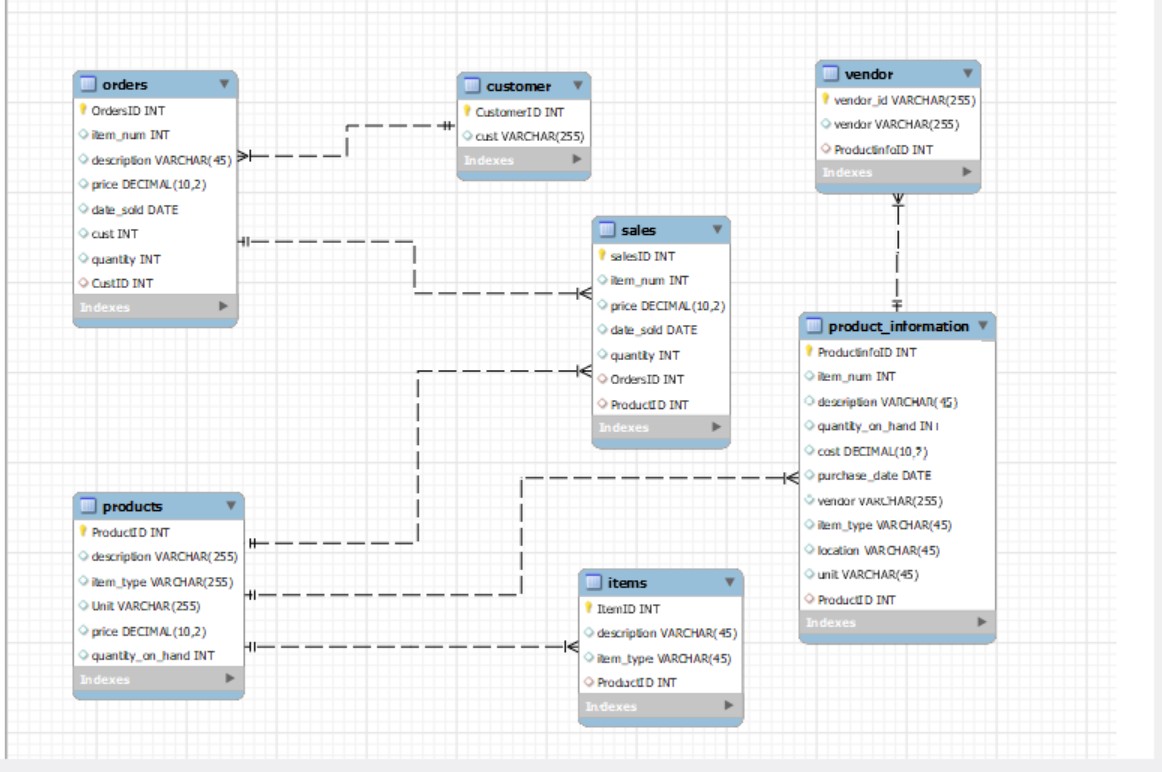 orders
OrdersID INT
item_num INT
description VARCHAR(45)
price DECIMAL(10,2)
date_sold DATE
cust INT
quantity INT
CustID INT
Indexes
customer
CustomerID INT
cust VARCHAR(255)
Indexes
vendor
vendor_id VARCHAR(255)
vendor VARCHAR(255)
ProductinfoID INT
Indexes
sales
salesID INT
item_num INT
price DECIMAL(10,2)
date_sold DATE
quantity INT
OrdersID INT
ProductID INT
Indexes
product_information
ProductinfoID INT
item_num INT
description VARCHAR(45)
quantity_on_hand INT
cost DECIMAL(10,2)
purchase_date DATE
vendor VARCHAR(255)
item_type VARCHAR(45)
location VARCHAR(45)
unit VARCHAR(45)
ProductID INT
Indexes
products
ProductID INT
description VARCHAR(255)
item_type VARCHAR(255)
Unit VARCHAR(255)
price DECIMAL(10,2)
quantity_on_hand INT
Indexes
items
ItemID INT
description VARCHAR(45)
item_type VARCHAR(45)
ProductID INT
Indexes